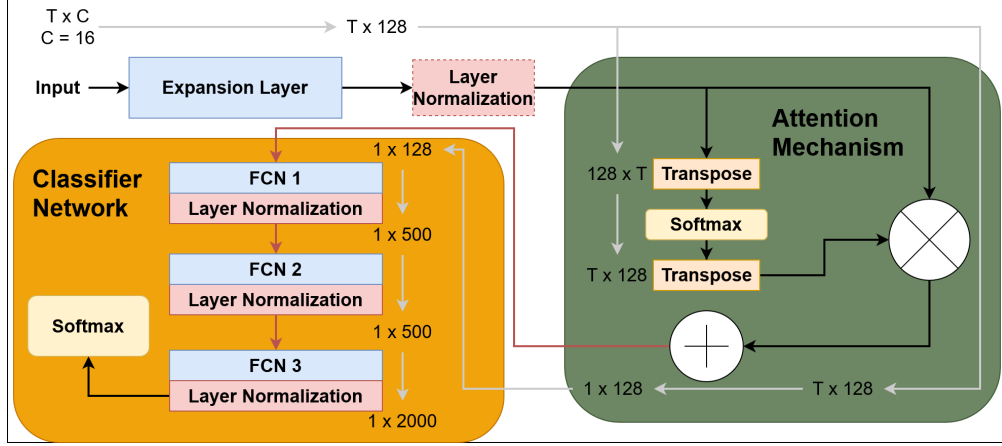 T x C
C = 16
T x 128
Input
Expansion Layer
Layer
Normalization
Attention
Mechanism
128 x T
Transpose
Softmax
T x 128
Transpose
1 x 128
T x 128
Classifier
Network
1 x 128
FCN 1
Layer Normalization
1 x 500
FCN 2
Layer Normalization
Softmax
1 x 500
FCN 3
Layer Normalization
1 x 2000